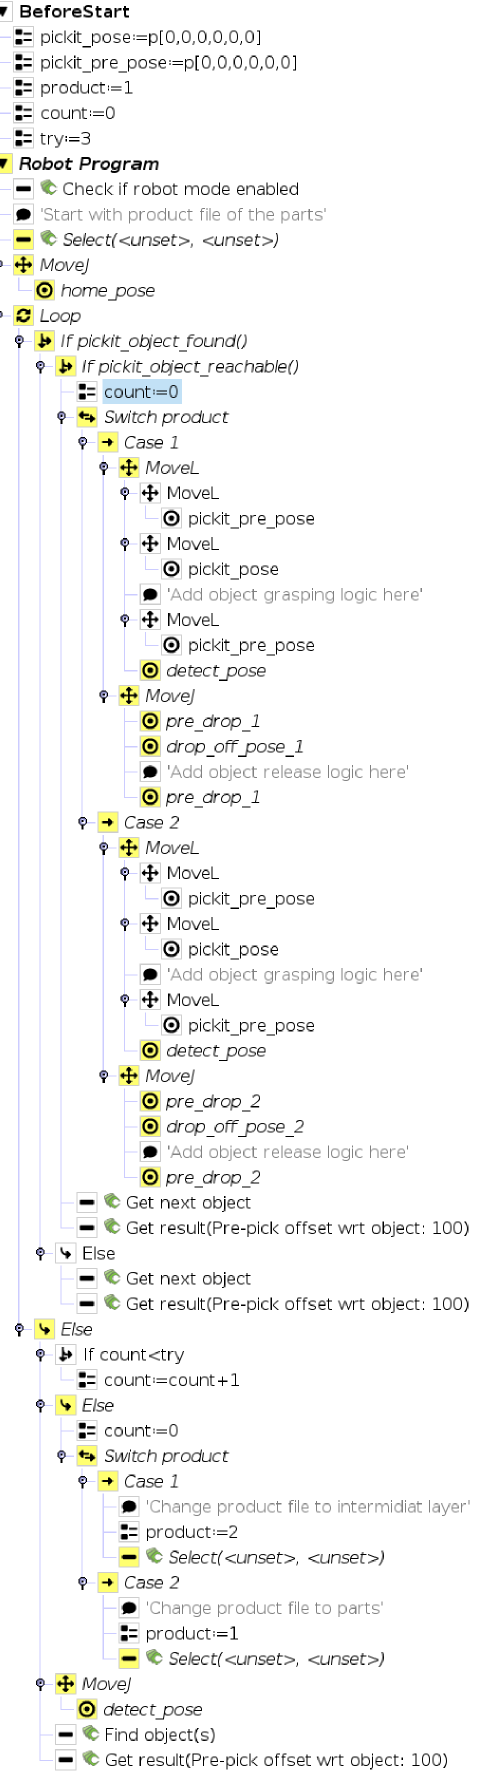 BeforeStart
pickit_pose:=p[0,0,0,0,0,0]
pickit_pre_pose:=p[0,0,0,0,0,0]
product:=1
count:=0
try:=3
Robot Program
Check if robot mode enabled
'Start with product file of the parts'
Select(<unset>, <unset>)
MoveJ
home_pose
Loop
If pickit_object_found()
If pickit_object_reachable()
count:=0
Switch product
Case 1
MoveL
MoveL
pickit_pre_pose
MoveL
pickit_pose
'Add object grasping logic here'
MoveL
pickit_pre_pose
detect_pose
MoveJ
pre_drop_1
drop_off_pose_1
'Add object release logic here'
pre_drop_1
Case 2
MoveL
MoveL
pickit_pre_pose
MoveL
pickit_pose
'Add object grasping logic here'
MoveL
pickit_pre_pose
detect_pose
MoveJ
pre_drop_2
drop_off_pose_2
'Add object release logic here'
pre_drop_2
Get next object
Get result(Pre-pick offset wrt object: 100)
Else
Get next object
Get result(Pre-pick offset wrt object: 100)
Else
If count<try
count:=count+1
Else
count:=0
Switch product
Case 1
'Change product file to intermidiat layer'
product:=2
Select(<unset>, <unset>)
Case 2
'Change product file to parts'
product:=1
Select(<unset>, <unset>)
MoveJ
detect_pose
Find object(s)
Get result(Pre-pick offset wrt object: 100)